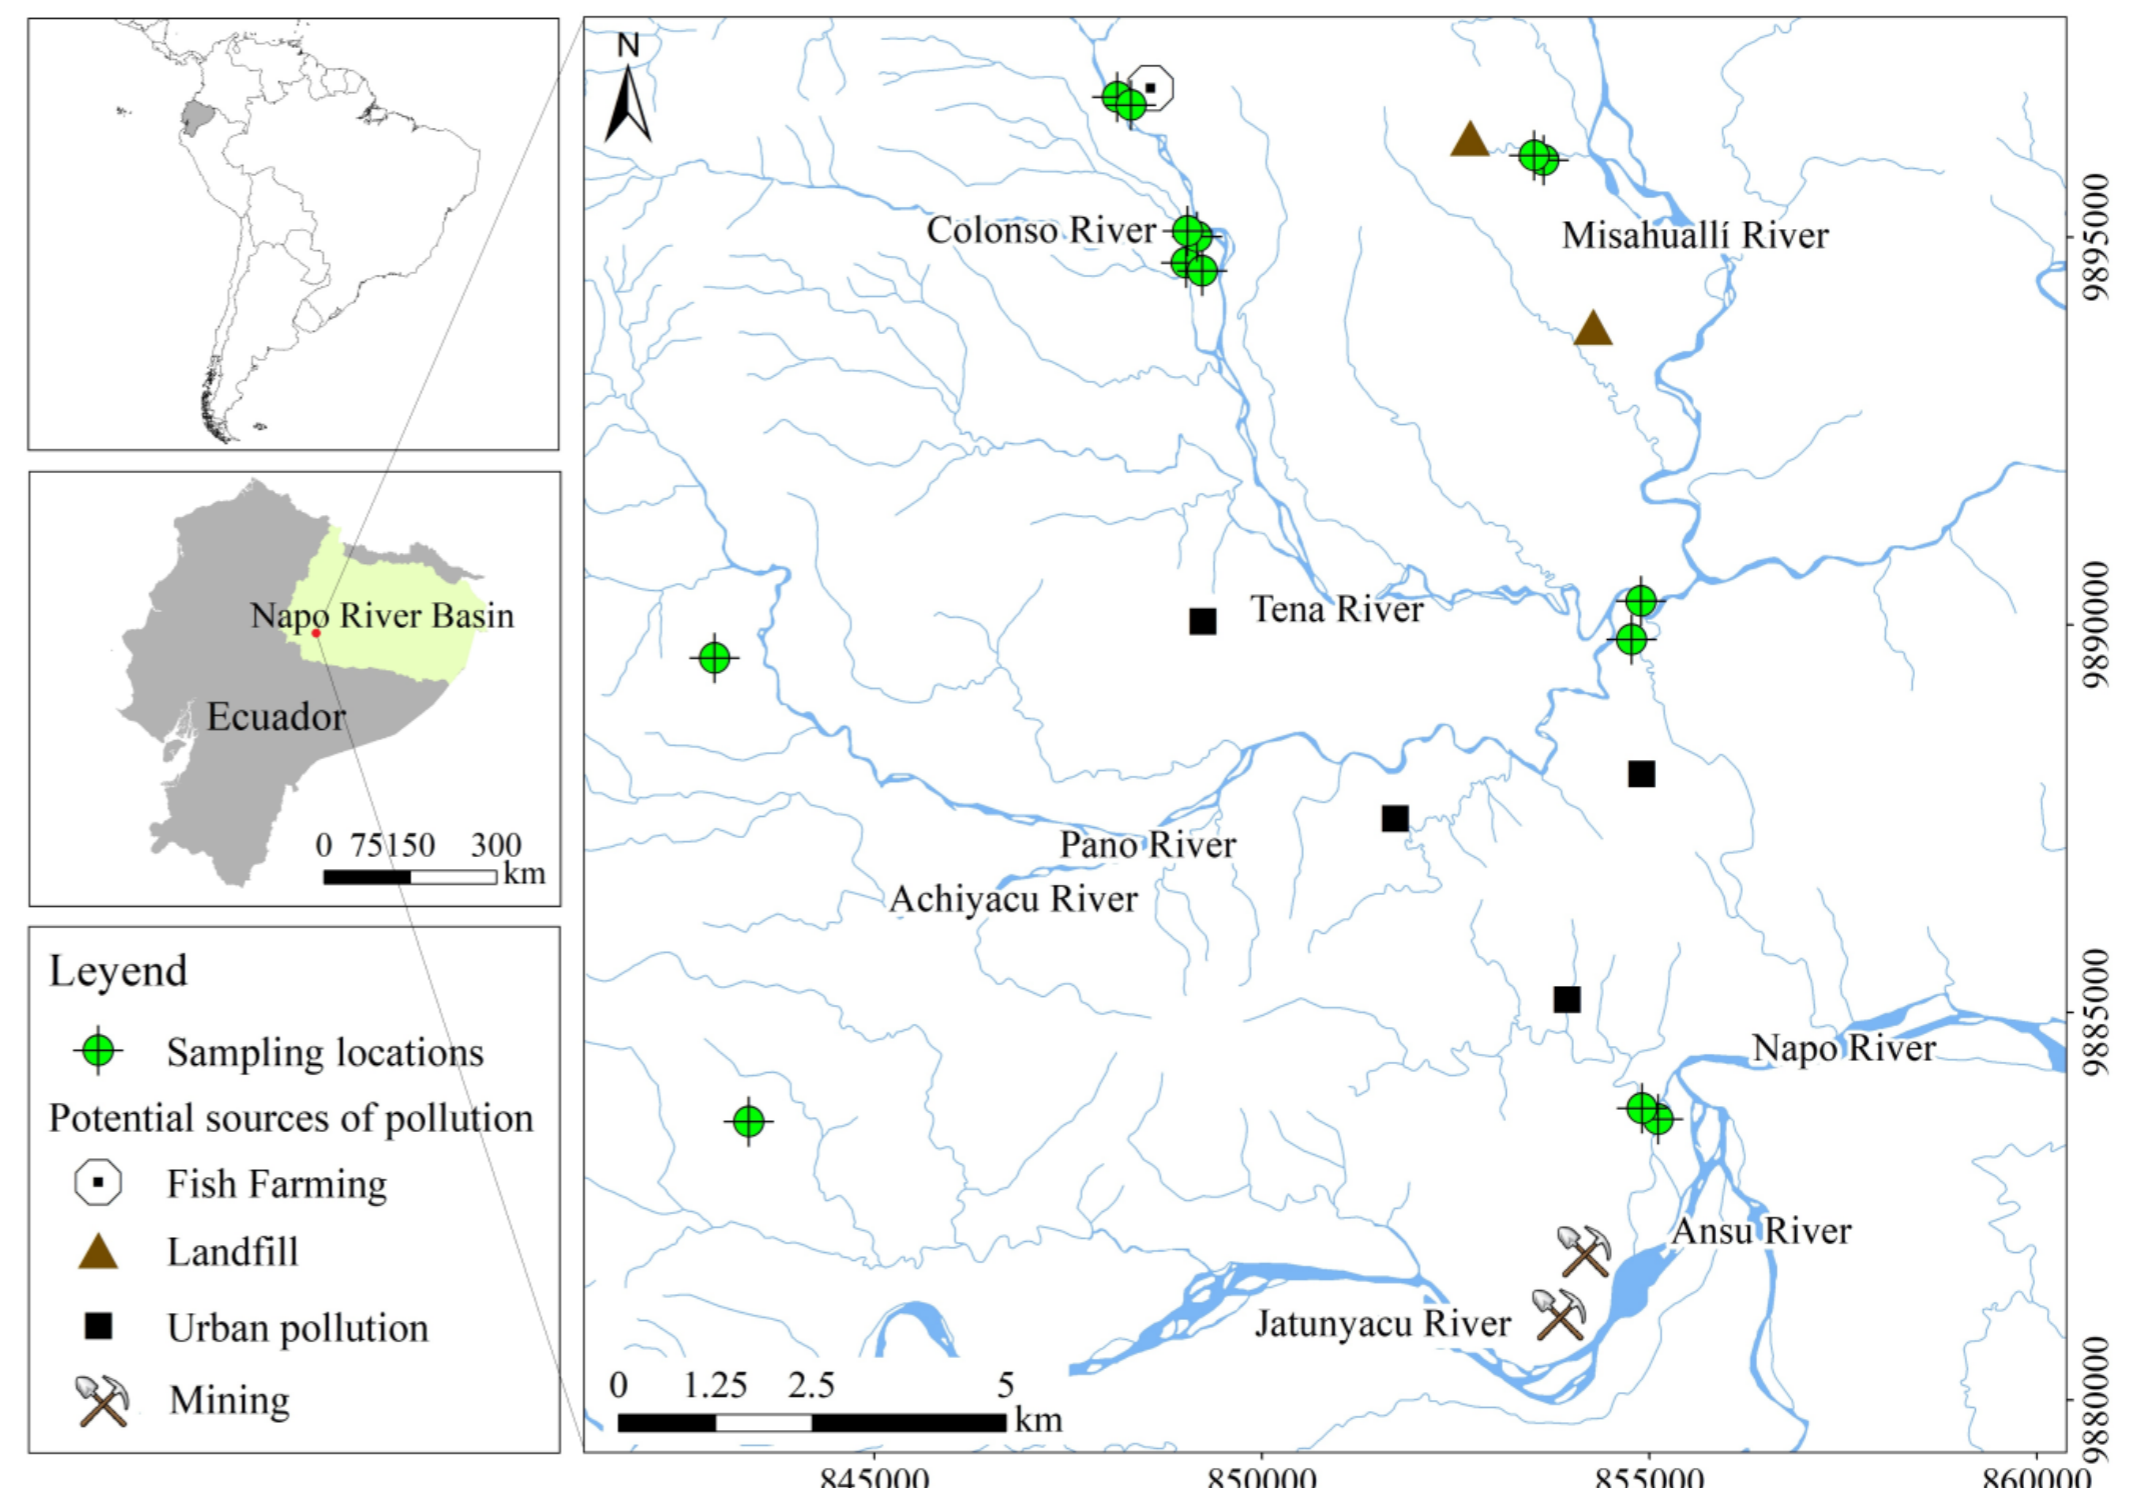 N
Colonso River
Misahuallí River
9895000
Napo River Basin
Ecuador
0 75 150 300
km
Tena River
9890000
Pano River
Achiyacu River
Leyend
Sampling locations
Potential sources of pollution
Fish Farming
Landfill
Urban pollution
Mining
9885000
Napo River
Ansu River
Jatunyacu River
0 1.25 2.5 5
km
9880000
845000 850000 855000 860000